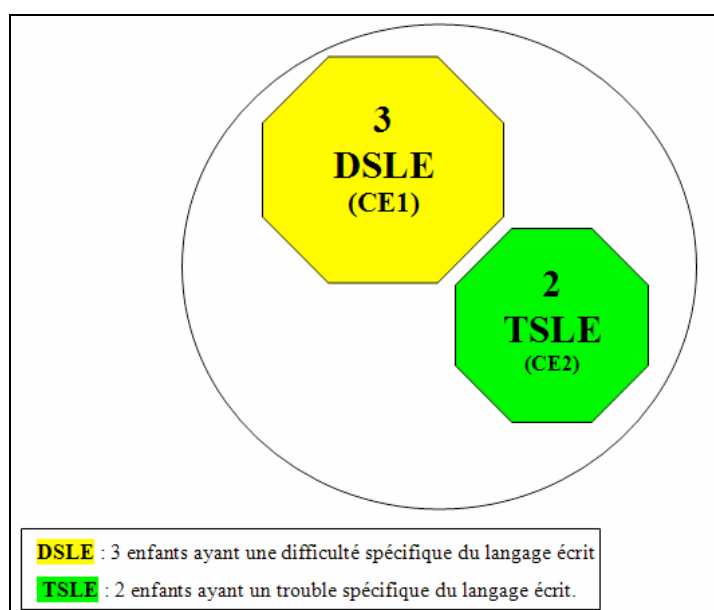 3
DSLE
(CE1)
2
TSLE
(CE2)
DSLE : 3 enfants ayant une difficulté spécifique du langage écrit
TSLE : 2 enfants ayant un trouble spécifique du langage écrit.